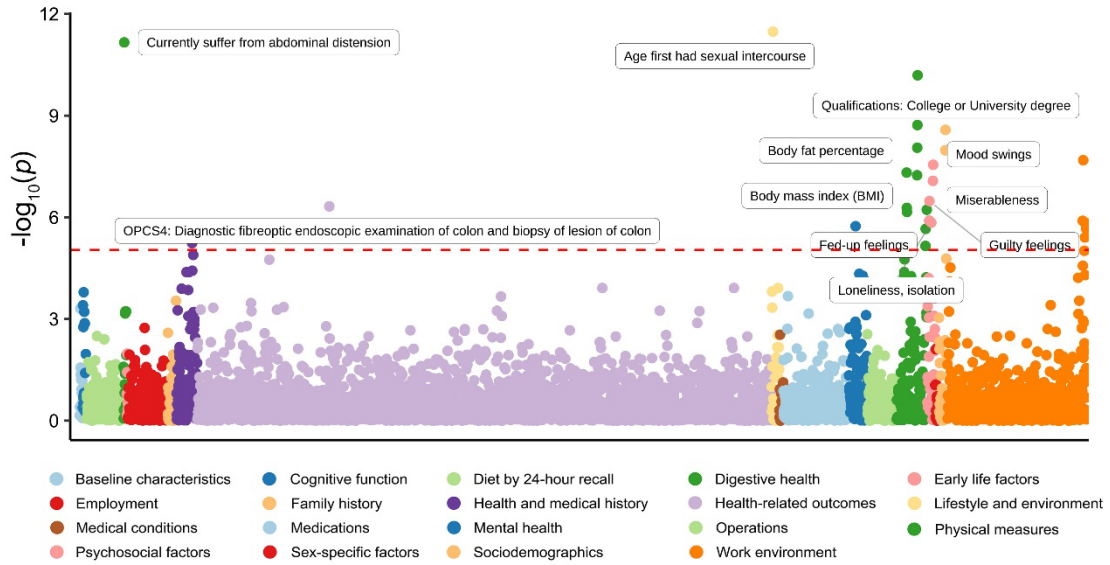 12
Currently suffer from abdominal distension
Age first had sexual intercourse
Qualifications: College or University degree
9
Body fat percentage
Mood swings
-log10(p)
Body mass index (BMI)
Miserableness
6
OPCS4: Diagnostic fibreoptic endoscopic examination of colon and biopsy of lesion of colon
Fed-up feelings
Guilty feelings
Loneliness, isolation
3
0
Baseline characteristics
Cognitive function
Diet by 24-hour recall
Digestive health
Early life factors
Employment
Family history
Health and medical history
Health-related outcomes
Lifestyle and environment
Medical conditions
Medications
Mental health
Operations
Physical measures
Psychosocial factors
Sex-specific factors
Sociodemographics
Work environment